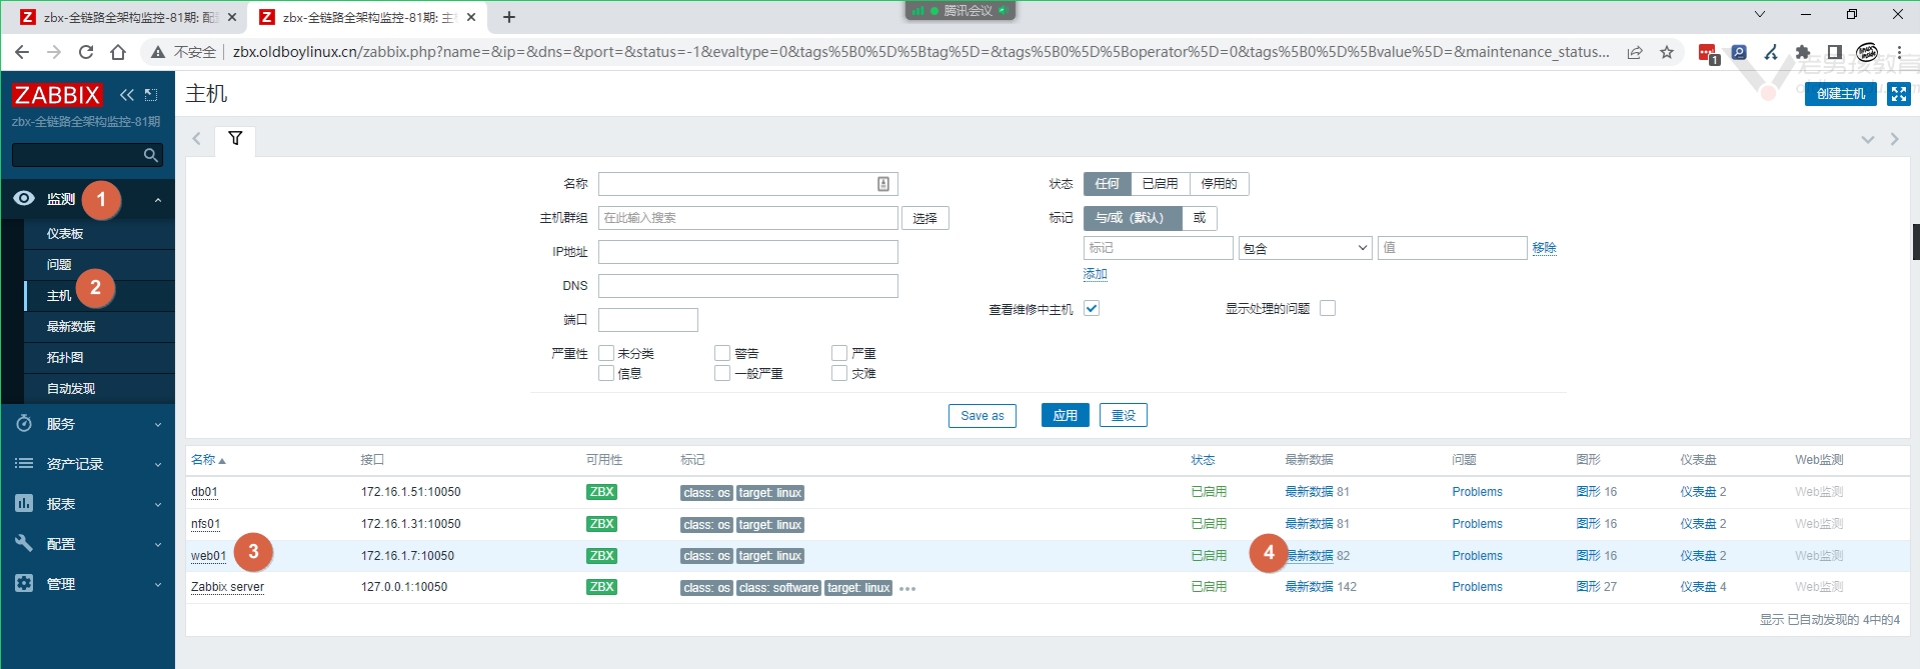 zbx-全链路全架构监控-81期: 配
zbx-全链路全架构监控-81期: 主
腾讯会议
不安全
zbx.oldboylinux.cn/zabbix.php?name=&ip=&dns=&port=&status=-1&evaltype=0&tags%5B0%5D%5Btag%5D=&tags%5B0%5D%5Boperator%5D=0&tags%5B0%5D%5Bvalue%5D=&maintenance_status...
1
老男孩教育
ZABBIX
zbx-全链路全架构监控-81期
主机
创建主机
监测
1
仪表板
问题
主机
2
最新数据
拓扑图
自动发现
服务
资产记录
报表
配置
管理
名称
主机群组 在此输入搜索 选择
IP地址
DNS
端口
严重性 未分类 警告 严重
信息 一般严重 灾难
状态 任何 已启用 停用的
标记 与/或（默认） 或
标记 包含 值 移除
添加
查看维修中主机 显示处理的问题
Save as 应用 重设
名称 接口 可用性 标记 状态 最新数据 问题 图形 仪表盘 Web监测
db01 172.16.1.51:10050 ZBX class: os target: linux 已启用 最新数据 81 Problems 图形 16 仪表盘 2 Web监测
nfs01 172.16.1.31:10050 ZBX class: os target: linux 已启用 最新数据 81 Problems 图形 16 仪表盘 2 Web监测
web01 3 172.16.1.7:10050 ZBX class: os target: linux 已启用 4 最新数据 82 Problems 图形 16 仪表盘 2 Web监测
Zabbix server 127.0.0.1:10050 ZBX class: os class: software target: linux ••• 已启用 最新数据 142 Problems 图形 27 仪表盘 4 Web监测
显示 已自动发现的 4中的4